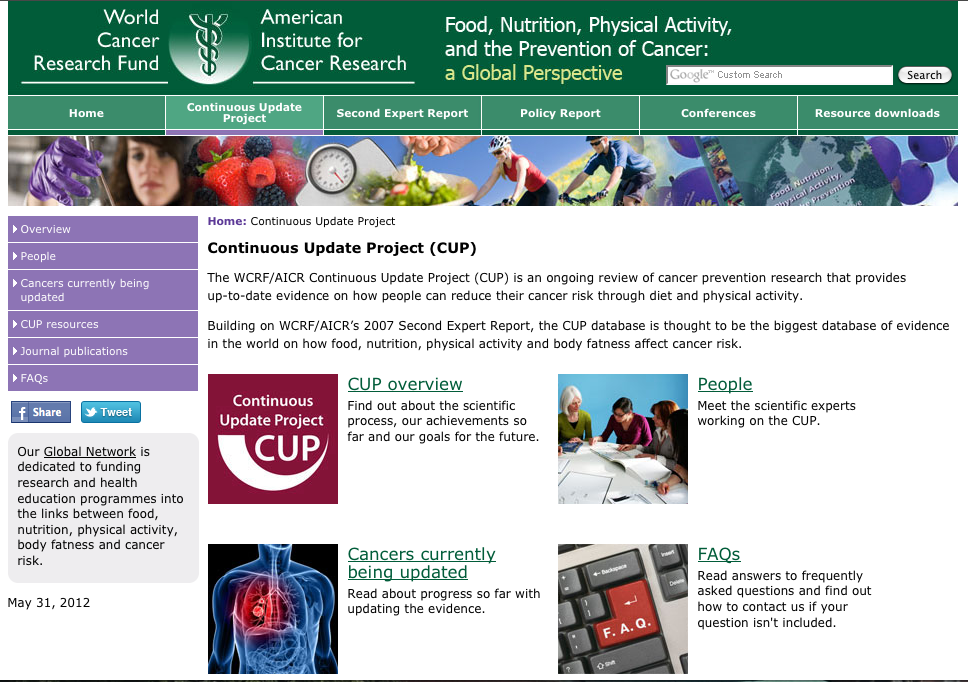 World
Cancer
Research Fund
American
Institute for
Cancer Research
Food, Nutrition, Physical Activity,
and the Prevention of Cancer:
a Global Perspective
Google™ Custom Search
Search
Home
Continuous Update
Project
Second Expert Report
Policy Report
Conferences
Resource downloads
Food, Nutrition,
Physical Activity,
Prevention
Overview
People
Cancers currently being
updated
CUP resources
Journal publications
FAQs
Share
Tweet
Our Global Network is
dedicated to funding
research and health
education programmes into
the links between food,
nutrition, physical activity,
body fatness and cancer
risk.
May 31, 2012
Home: Continuous Update Project
Continuous Update Project (CUP)
The WCRF/AICR Continuous Update Project (CUP) is an ongoing review of cancer prevention research that provides
up-to-date evidence on how people can reduce their cancer risk through diet and physical activity.
Building on WCRF/AICR’s 2007 Second Expert Report, the CUP database is thought to be the biggest database of evidence
in the world on how food, nutrition, physical activity and body fatness affect cancer risk.
Continuous
Update Project
CUP
CUP overview
Find out about the scientific
process, our achievements so
far and our goals for the future.
People
Meet the scientific experts
working on the CUP.
Cancers currently
being updated
Read about progress so far with
updating the evidence.
Backspace
Insert
Delete
F. A. Q.
Shift
FAQs
Read answers to frequently
asked questions and find out
how to contact us if your
question isn't included.